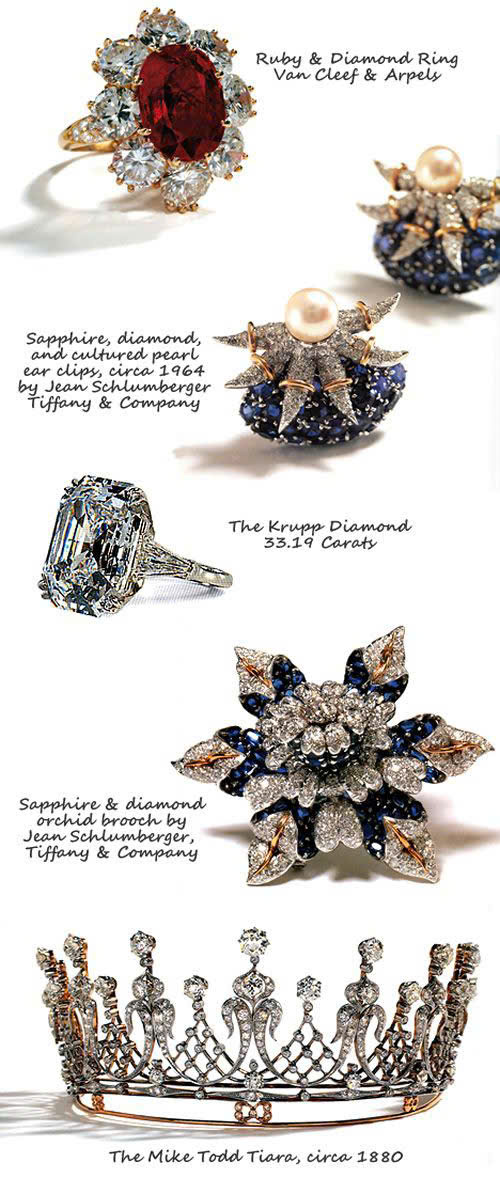 Ruby & Diamond Ring
Van Cleef & Arpels
Sapphire, diamond,
and cultured pearl
ear clips, circa 1964
by Jean Schlumberger
Tiffany & Company
The Krupp Diamond
33.19 Carats
Sapphire & diamond
orchid brooch by
Jean Schlumberger,
Tiffany & Company
The Mike Todd Tiara, circa 1880